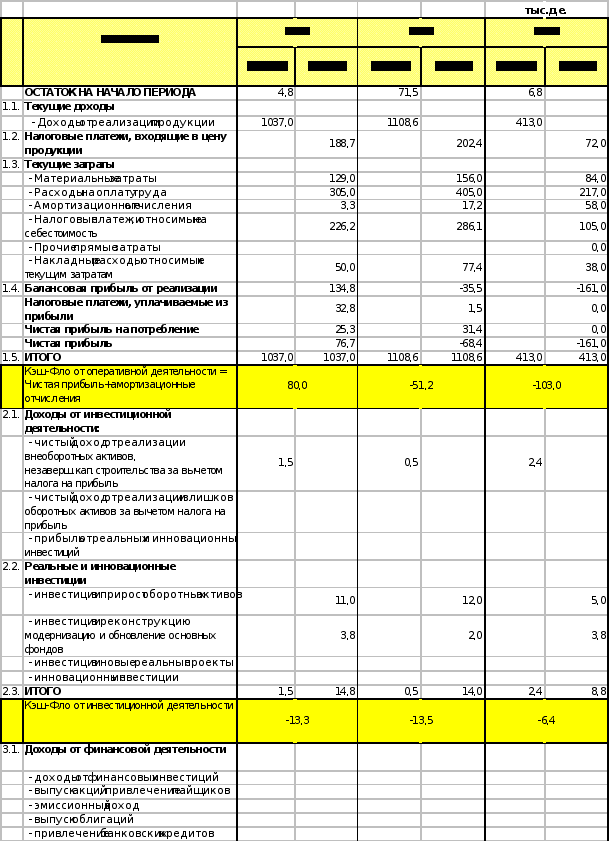 тыс.д.е.
ОСТАТОК НА НАЧАЛО ПЕРИОДА 4,8 71,5 6,8
1.1. Текущие доходы
- Доходы от реализации продукции 1037,0 1108,6 413,0
1.2. Налоговые платежи, входящие в цену
продукции 188,7 202,4 72,0
1.3. Текущие затраты
- Материальные затраты 129,0 156,0 84,0
- Расходы на оплату труда 305,0 405,0 217,0
- Амортизационные отчисления 3,3 17,2 58,0
- Налоговые платежи, относимые на
себестоимость 226,2 286,1 105,0
- Прочие прямые затраты 0,0
- Накладные расходы, относимые к
текущим затратам 50,0 77,4 38,0
1.4. Балансовая прибыль от реализации 134,8 -35,5 -161,0
Налоговые платежи, уплачиваемые из
прибыли 32,8 1,5 0,0
Чистая прибыль на потребление 25,3 31,4 0,0
Чистая прибыль 76,7 -68,4 -161,0
1.5. ИТОГО 1037,0 1037,0 1108,6 1108,6 413,0 413,0
Кэш-Фло от оперативной деятельности =
Чистая прибыль+амортизационные
отчисления 80,0 -51,2 -103,0
2.1. Доходы от инвестиционной
деятельности:
- чистый доход от реализации
внеоборотных активов,
незаверш.кап.строительства за вычетом
налога на прибыль 1,5 0,5 2,4
- чистый доход от реализации излишков
оборотных активов за вычетом налога на
прибыль
- прибыль от реальных и инновационных
инвестиций
2.2. Реальные и инновационные
инвестиции
- инвестиции в прирост оборотных активов 11,0 12,0 5,0
- инвестиции в реконструкцию,
модернизацию и обновление основных
фондов 3,8 2,0 3,8
- инвестиции в новые реальные проекты
- инновационные инвестиции
2.3. ИТОГО 1,5 14,8 0,5 14,0 2,4 8,8
Кэш-Фло от инвестиционной деятельности -13,3 -13,5 -6,4
3.1. Доходы от финансовой деятельности
- доходы от финансовых инвестиций
- выпуск акций, привлечение пайщиков
- эмиссионный доход
- выпуск облигаций
- привлечение банковских кредитов